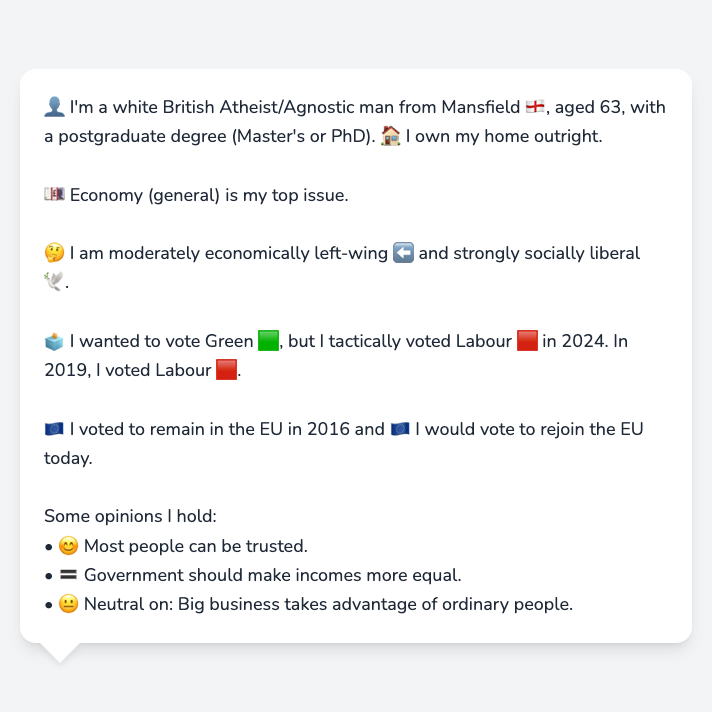 👤 I'm a white British Atheist/Agnostic man from Mansfield 🏴󠁧󠁢󠁥󠁮󠁧󠁿, aged 63, with
a postgraduate degree (Master's or PhD). 🏠 I own my home outright.
💷 Economy (general) is my top issue.
🤔 I am moderately economically left-wing ⬅️ and strongly socially liberal
🕊️.
🗳️ I wanted to vote Green 🟩, but I tactically voted Labour 🟥 in 2024. In
2019, I voted Labour 🟥.
🇪🇺 I voted to remain in the EU in 2016 and 🇪🇺 I would vote to rejoin the EU
today.
Some opinions I hold:
• 😊 Most people can be trusted.
• 🟰 Government should make incomes more equal.
• 😐 Neutral on: Big business takes advantage of ordinary people.